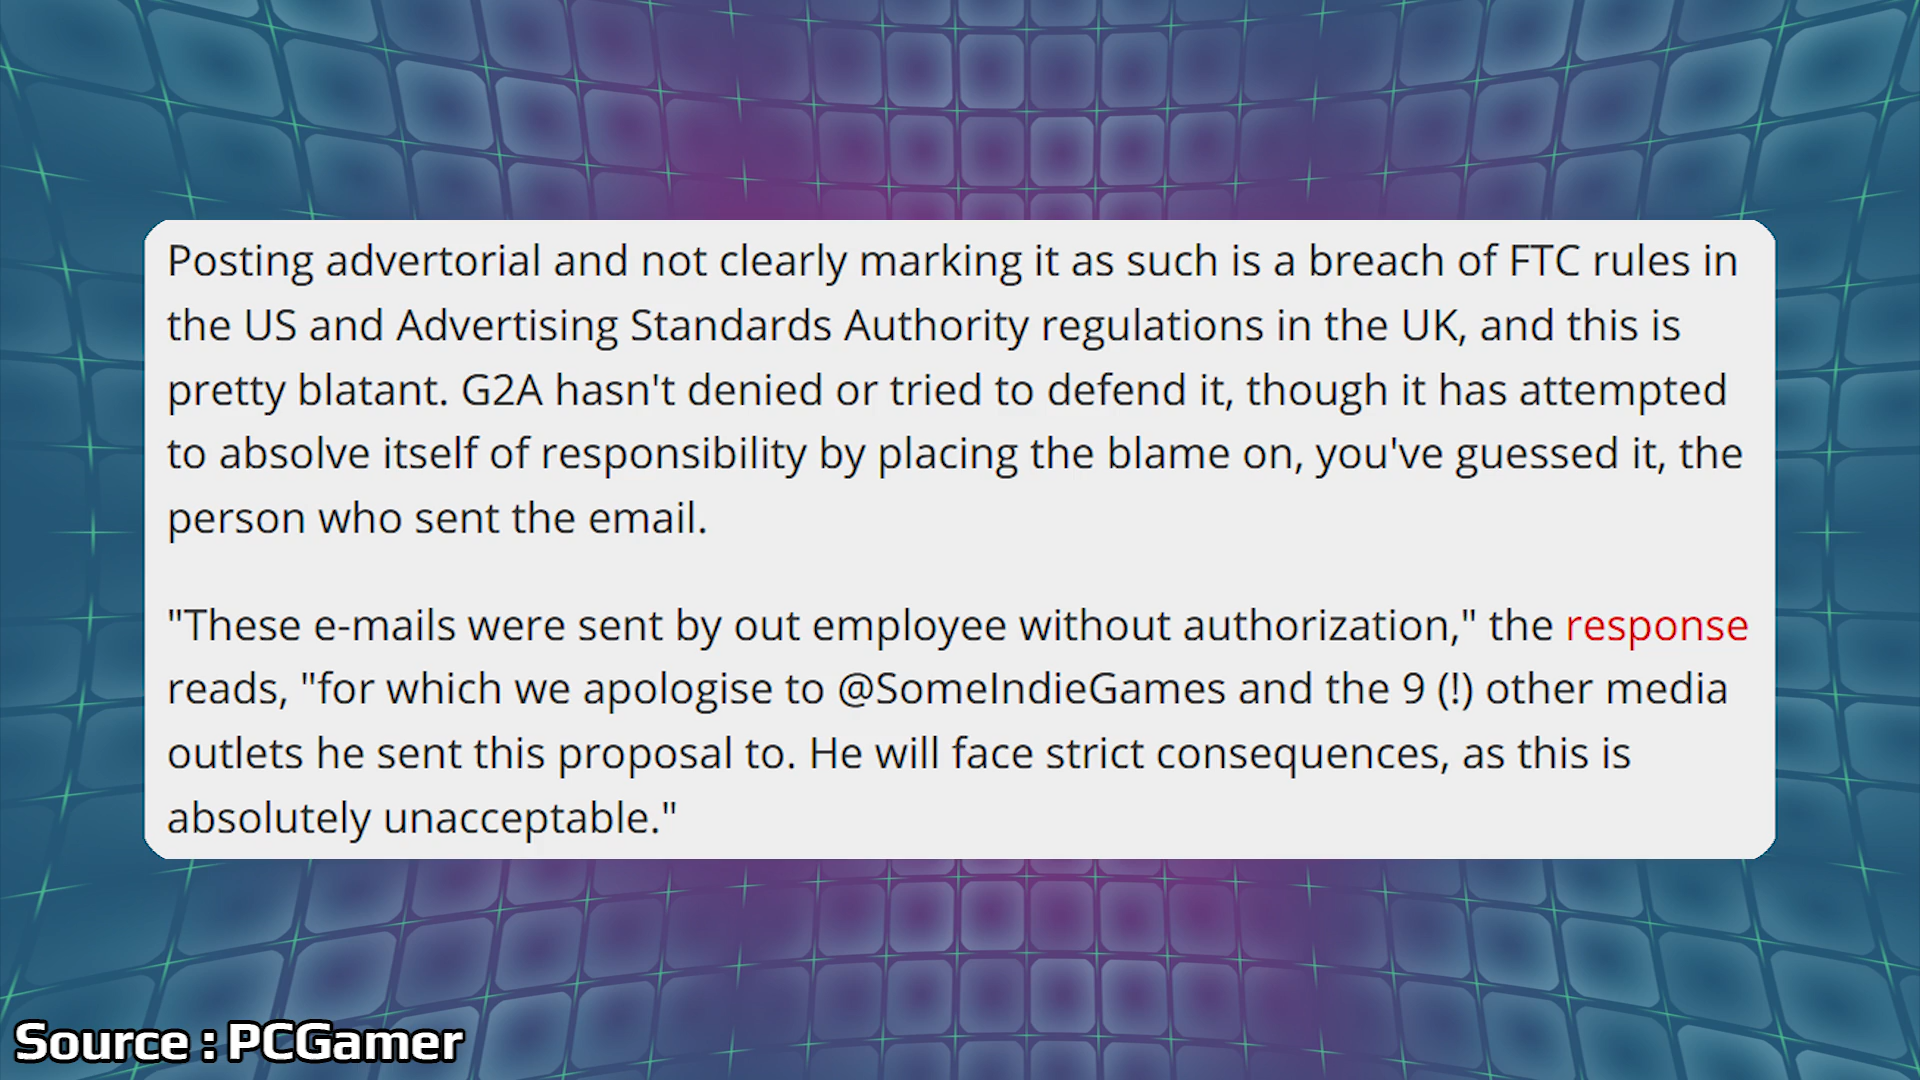 Posting advertorial and not clearly marking it as such is a breach of FTC rules in
the US and Advertising Standards Authority regulations in the UK, and this is
pretty blatant. G2A hasn't denied or tried to defend it, though it has attempted
to absolve itself of responsibility by placing the blame on, you've guessed it, the
person who sent the email.
"These e-mails were sent by out employee without authorization," the response
reads, "for which we apologise to @SomeIndieGames and the 9 (!) other media
outlets he sent this proposal to. He will face strict consequences, as this is
absolutely unacceptable."
Source : PCGamer